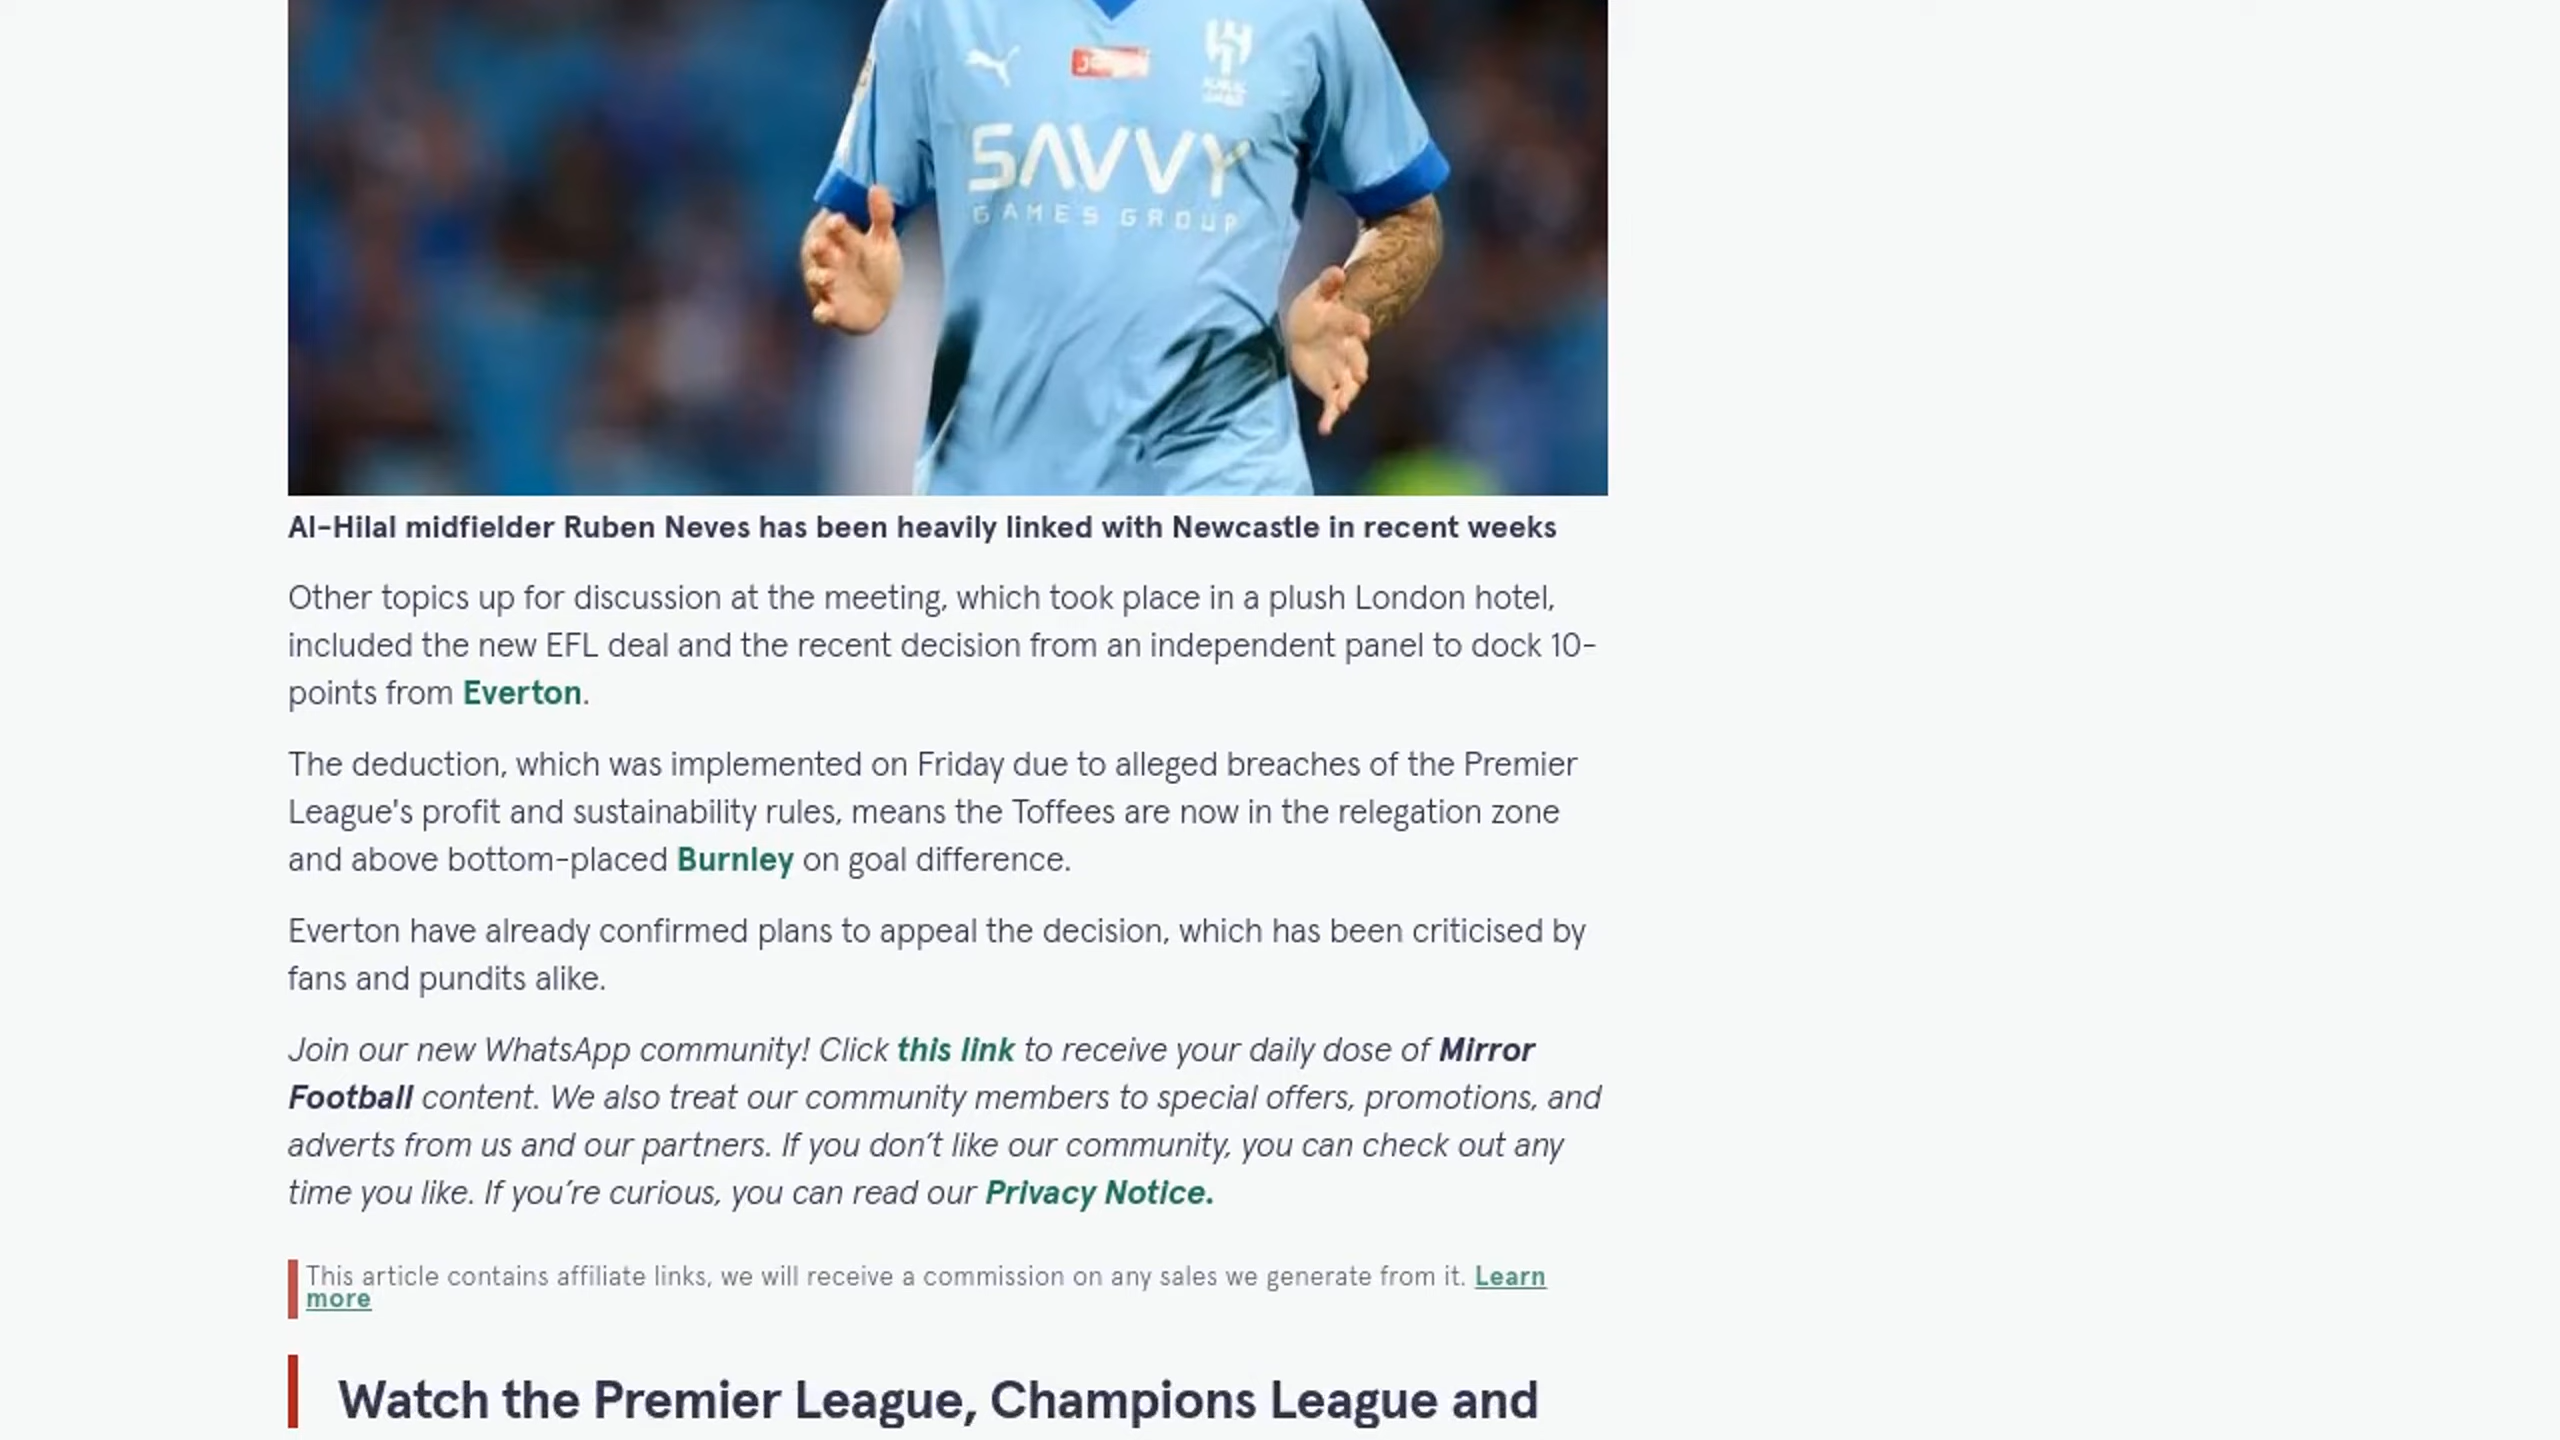 SAVVY
GAMES GROUP
Al-Hilal midfielder Ruben Neves has been heavily linked with Newcastle in recent weeks
Other topics up for discussion at the meeting, which took place in a plush London hotel,
included the new EFL deal and the recent decision from an independent panel to dock 10-
points from Everton.
The deduction, which was implemented on Friday due to alleged breaches of the Premier
League's profit and sustainability rules, means the Toffees are now in the relegation zone
and above bottom-placed Burnley on goal difference.
Everton have already confirmed plans to appeal the decision, which has been criticised by
fans and pundits alike.
Join our new WhatsApp community! Click this link to receive your daily dose of Mirror
Football content. We also treat our community members to special offers, promotions, and
adverts from us and our partners. If you don’t like our community, you can check out any
time you like. If you’re curious, you can read our Privacy Notice.
This article contains affiliate links, we will receive a commission on any sales we generate from it. Learn
more
Watch the Premier League, Champions League and